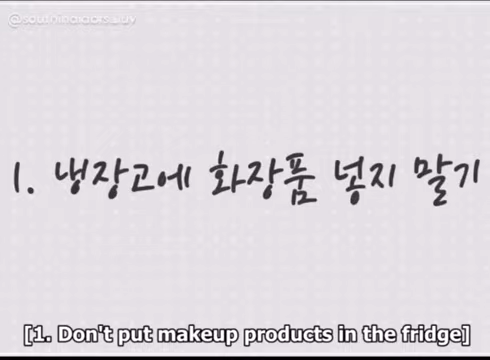 1. 냉장고에 화장품 넣지 말기
[1. Don't put makeup products in the fridge]